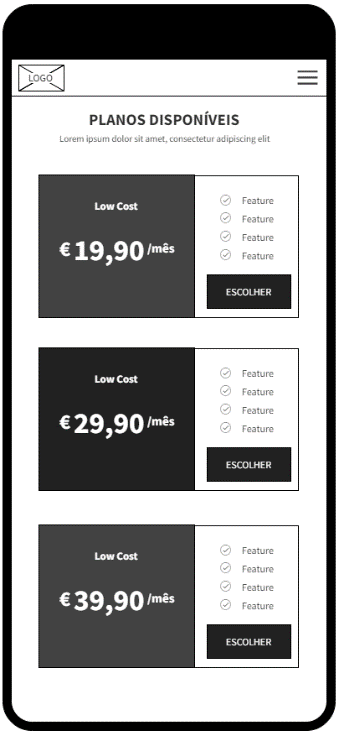 LOGO
PLANOS DISPONÍVEIS
Lorem ipsum dolor sit amet, consectetur adipiscing elit
Low Cost
€ 19,90 /mês
Feature
Feature
Feature
Feature
ESCOLHER
Low Cost
€ 29,90 /mês
Feature
Feature
Feature
Feature
ESCOLHER
Low Cost
€ 39,90 /mês
Feature
Feature
Feature
Feature
ESCOLHER